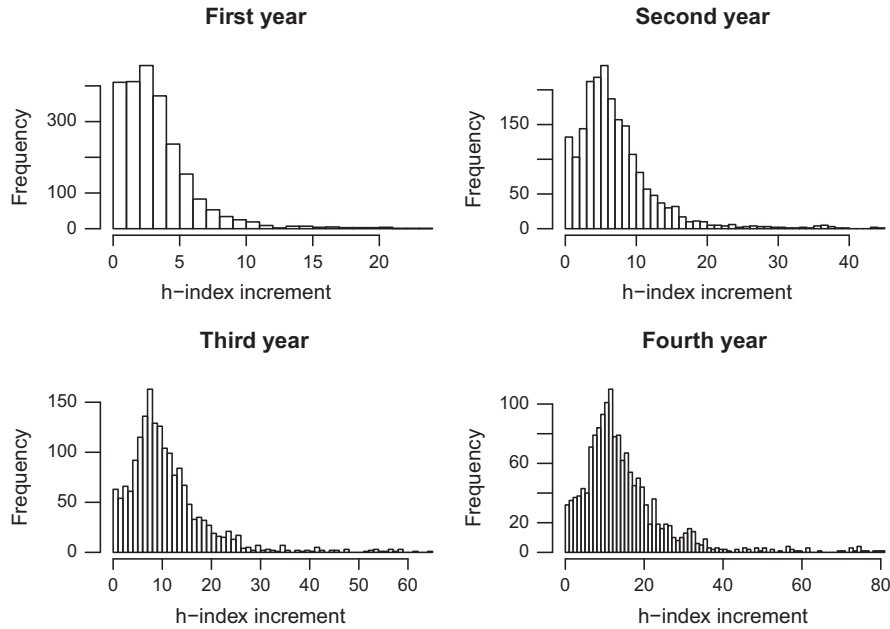 First year
Second year
Frequency
300
100
0
0 5 10 15 20
h−index increment
Frequency
150
50
0
0 10 20 30 40
h−index increment
Third year
Fourth year
Frequency
150
100
50
0
0 10 20 30 40 50 60
h−index increment
Frequency
100
60
20
0
0 20 40 60 80
h−index increment